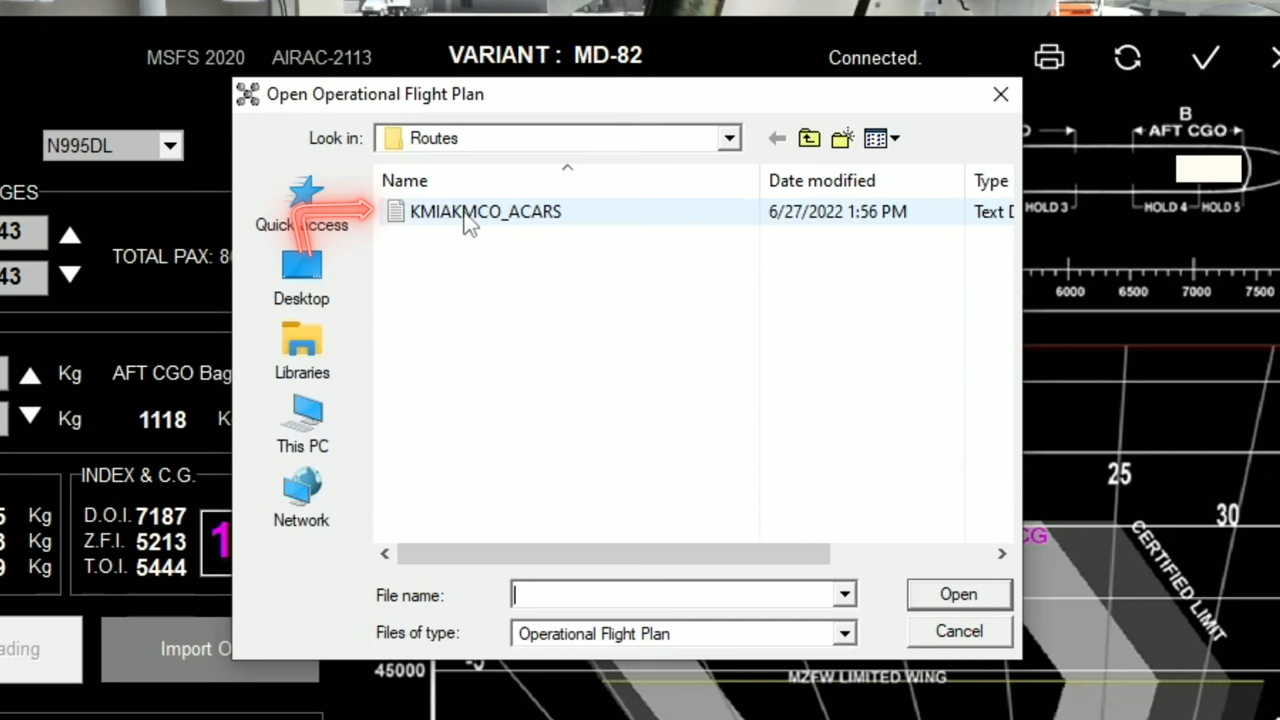 MSFS 2020 AIRAC-2113 VARIANT : MD-82 Connected.
Open Operational Flight Plan
B
AFT CGO
N995DL
Look in: Routes
GES
Name Date modified Type
HOLD 3 HOLD 4 HOLD 5
KMIAKMCO_ACARS 6/27/2022 1:56 PM Text D
43
Quick access
TOTAL PAX: 8
43
6000 6500 7000 7500
Desktop
Libraries
Kg AFT CGO Bag
Kg 1118 K
This PC
INDEX & C.G.
25
Kg D.O.I. 7187
30
CG
CERTIFIED LIMIT
Network
Kg Z.F.I. 5213
Kg T.O.I. 5444
File name: Open
Files of type: Operational Flight Plan Cancel
ading Import O
45000
MZFW LIMITED WING